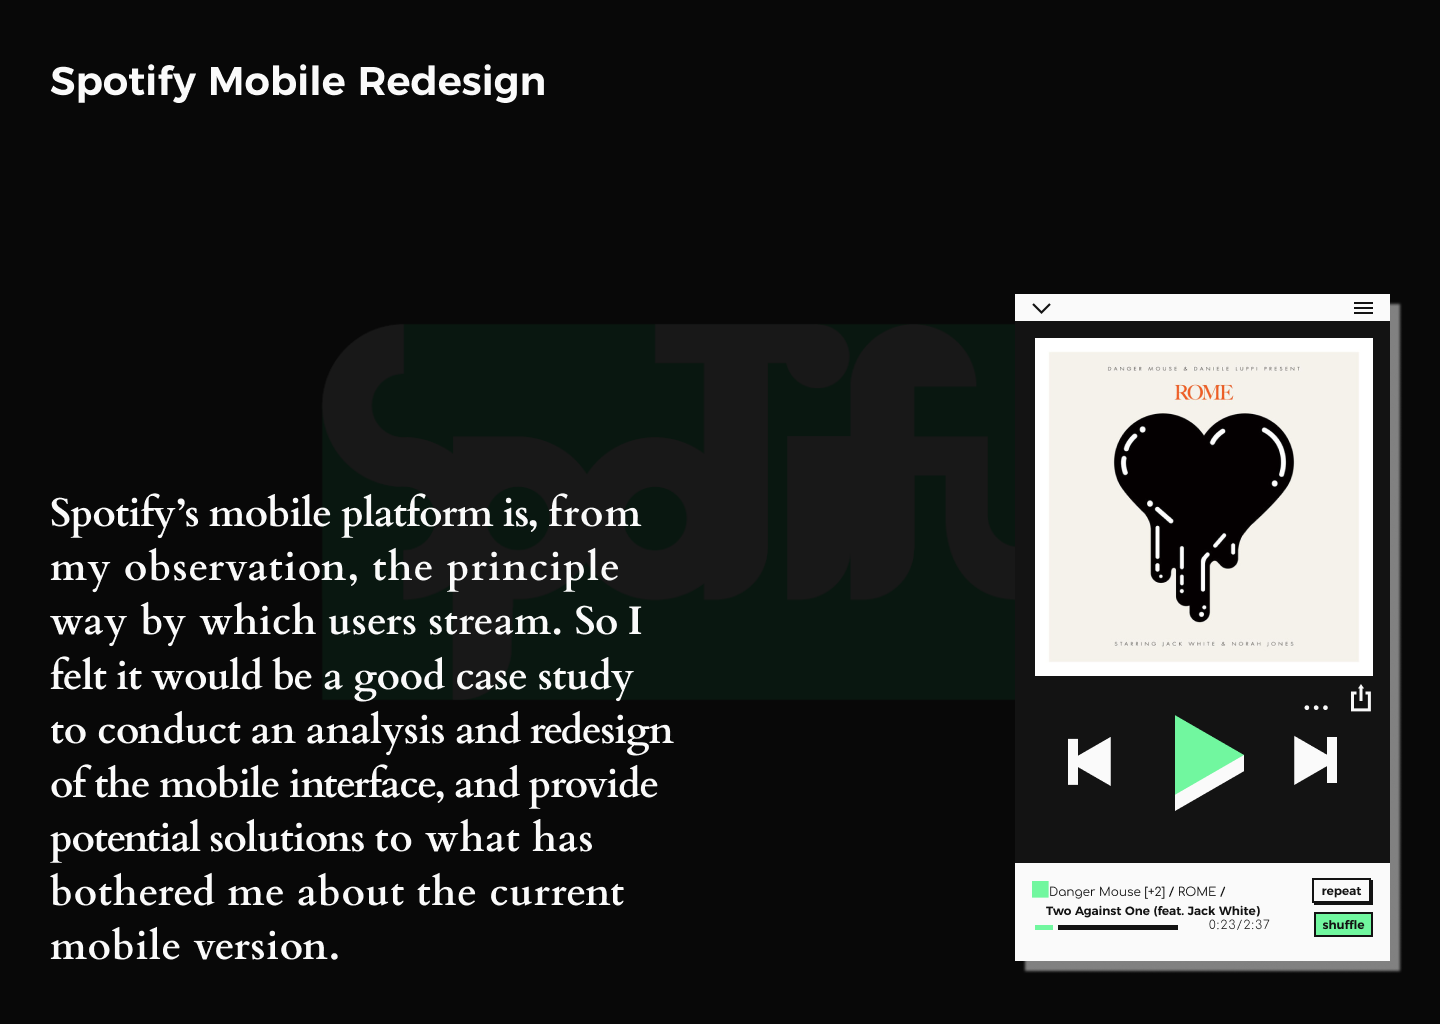 Spotify Mobile Redesign
Spotify’s mobile platform is, from
my observation, the principle
way by which users stream. So I
felt it would be a good case study
to conduct an analysis and redesign
of the mobile interface, and provide
potential solutions to what has
bothered me about the current
mobile version.
Spotify
DANGER MOUSE & DANIELE LUPPI PRESENT
ROME
STARRING JACK WHITE & NORAH JONES
Danger Mouse [+2] / ROME /
Two Against One (feat. Jack White)
0:23/2:37
repeat
shuffle